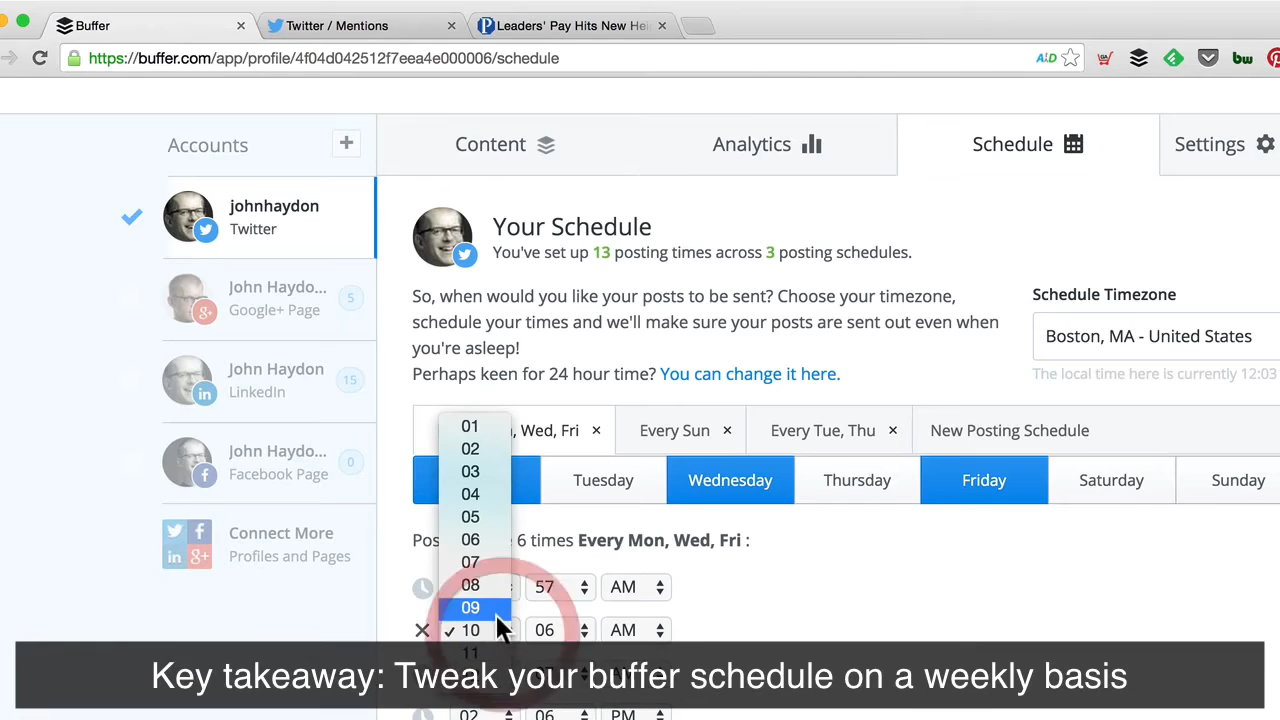 Buffer
Twitter / Mentions
Leaders' Pay Hits New Hei
https://buffer.com/app/profile/4f04d042512f7eea4e000006/schedule
Accounts
+
Content
Analytics
Schedule
Settings
johnhaydon
Twitter
John Haydo...
Google+ Page
5
John Haydon
LinkedIn
15
John Haydo...
Facebook Page
0
Connect More
Profiles and Pages
Your Schedule
You've set up 13 posting times across 3 posting schedules.
So, when would you like your posts to be sent? Choose your timezone,
schedule your times and we'll make sure your posts are sent out even when
you're asleep!
Perhaps keen for 24 hour time? You can change it here.
Schedule Timezone
Boston, MA - United States
The local time here is currently 12:03
, Wed, Fri ×
Every Sun ×
Every Tue, Thu ×
New Posting Schedule
Tuesday
Wednesday
Thursday
Friday
Saturday
Sunday
Pos 6 times Every Mon, Wed, Fri :
01
02
03
04
05
06
07
08
09
10
11
57 AM
06 AM
02 06 PM
Key takeaway: Tweak your buffer schedule on a weekly basis